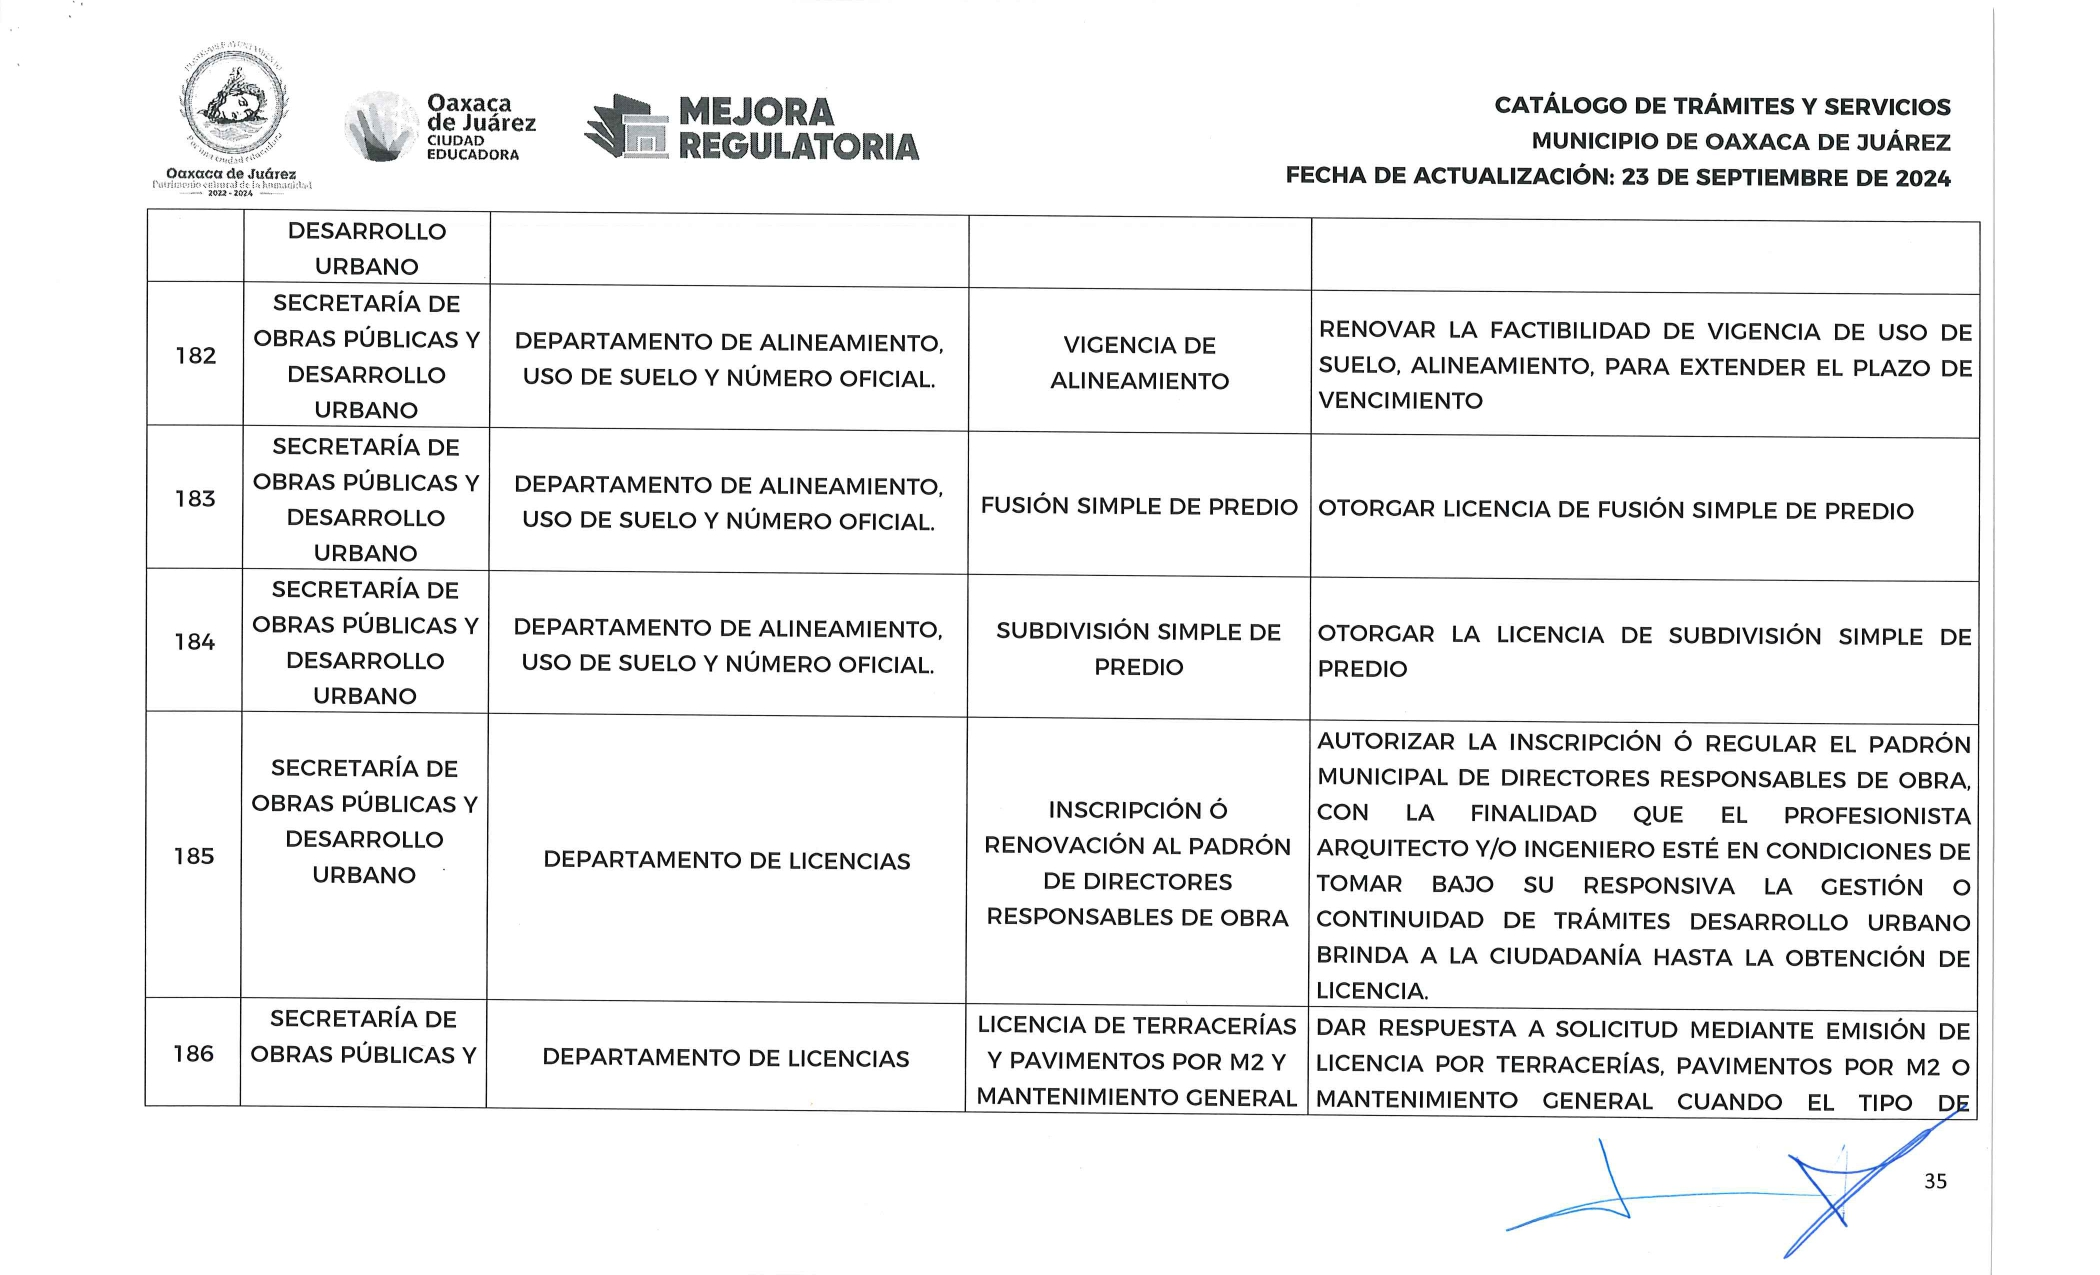 Oaxaca de Juárez
Patrimonio cultural de la humanidad
2022 - 2024
Oaxaca
de Juárez
CIUDAD
EDUCADORA
MEJORA
REGULATORIA
CATÁLOGO DE TRÁMITES Y SERVICIOS
MUNICIPIO DE OAXACA DE JUÁREZ
FECHA DE ACTUALIZACIÓN: 23 DE SEPTIEMBRE DE 2024
DESARROLLO
URBANO
182
SECRETARÍA DE
OBRAS PÚBLICAS Y
DESARROLLO
URBANO
DEPARTAMENTO DE ALINEAMIENTO,
USO DE SUELO Y NÚMERO OFICIAL.
VIGENCIA DE
ALINEAMIENTO
RENOVAR LA FACTIBILIDAD DE VIGENCIA DE USO DE
SUELO, ALINEAMIENTO, PARA EXTENDER EL PLAZO DE
VENCIMIENTO
183
SECRETARÍA DE
OBRAS PÚBLICAS Y
DESARROLLO
URBANO
DEPARTAMENTO DE ALINEAMIENTO,
USO DE SUELO Y NÚMERO OFICIAL.
FUSIÓN SIMPLE DE PREDIO
OTORGAR LICENCIA DE FUSIÓN SIMPLE DE PREDIO
184
SECRETARÍA DE
OBRAS PÚBLICAS Y
DESARROLLO
URBANO
DEPARTAMENTO DE ALINEAMIENTO,
USO DE SUELO Y NÚMERO OFICIAL.
SUBDIVISIÓN SIMPLE DE
PREDIO
OTORGAR LA LICENCIA DE SUBDIVISIÓN SIMPLE DE
PREDIO
185
SECRETARÍA DE
OBRAS PÚBLICAS Y
DESARROLLO
URBANO
DEPARTAMENTO DE LICENCIAS
INSCRIPCIÓN Ó
RENOVACIÓN AL PADRÓN
DE DIRECTORES
RESPONSABLES DE OBRA
AUTORIZAR LA INSCRIPCIÓN Ó REGULAR EL PADRÓN
MUNICIPAL DE DIRECTORES RESPONSABLES DE OBRA,
CON LA FINALIDAD QUE EL PROFESIONISTA
ARQUITECTO Y/O INGENIERO ESTÉ EN CONDICIONES DE
TOMAR BAJO SU RESPONSIVA LA GESTIÓN O
CONTINUIDAD DE TRÁMITES DESARROLLO URBANO
BRINDA A LA CIUDADANÍA HASTA LA OBTENCIÓN DE
LICENCIA.
186
SECRETARÍA DE
OBRAS PÚBLICAS Y
DEPARTAMENTO DE LICENCIAS
LICENCIA DE TERRACERÍAS
Y PAVIMENTOS POR M2 Y
MANTENIMIENTO GENERAL
DAR RESPUESTA A SOLICITUD MEDIANTE EMISIÓN DE
LICENCIA POR TERRACERÍAS, PAVIMENTOS POR M2 O
MANTENIMIENTO GENERAL CUANDO EL TIPO DE
35